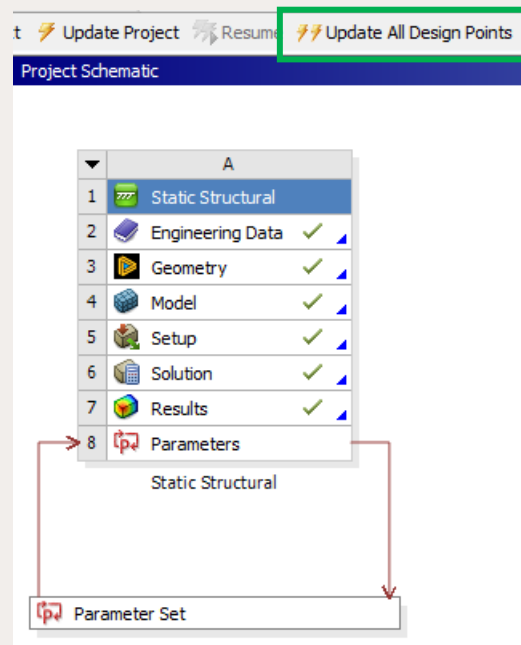 t Update Project Resume Update All Design Points
Project Schematic
A
1 Static Structural
2 Engineering Data
3 Geometry
4 Model
5 Setup
6 Solution
7 Results
8 Parameters
Static Structural
Parameter Set